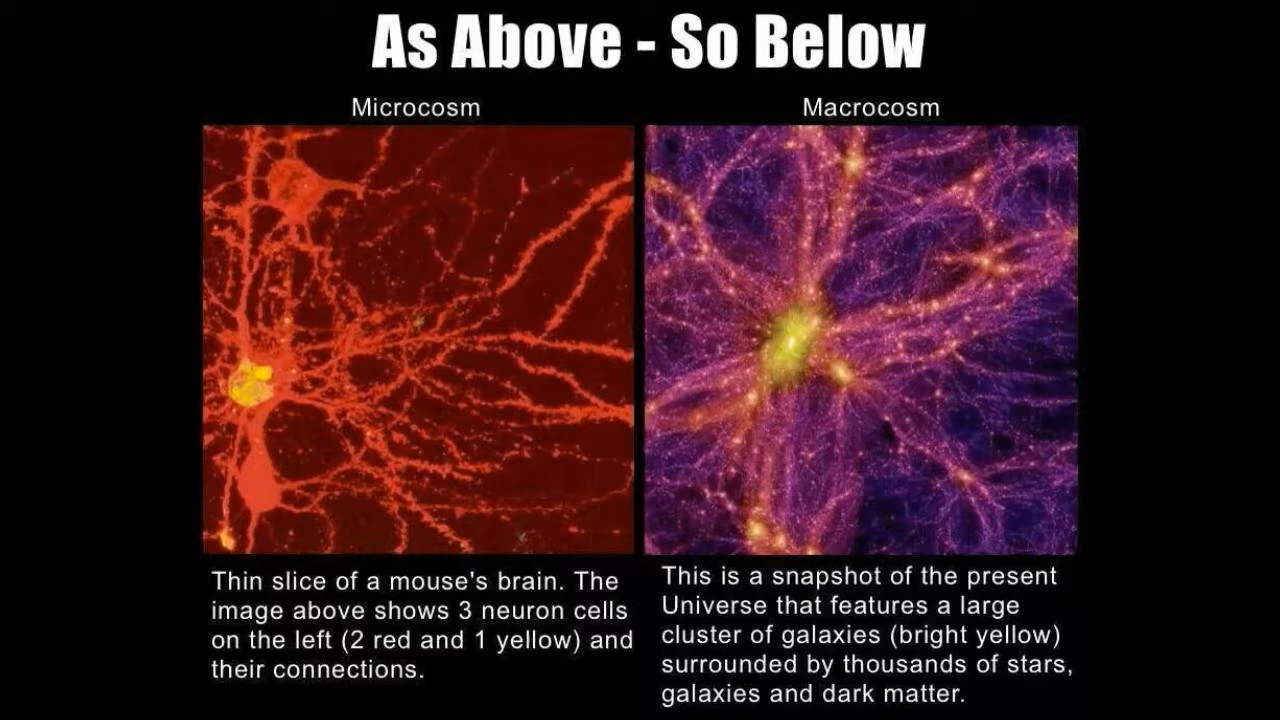 As Above - So Below
Microcosm
Macrocosm
Thin slice of a mouse's brain. The
image above shows 3 neuron cells
on the left (2 red and 1 yellow) and
their connections.
This is a snapshot of the present
Universe that features a large
cluster of galaxies (bright yellow)
surrounded by thousands of stars,
galaxies and dark matter.